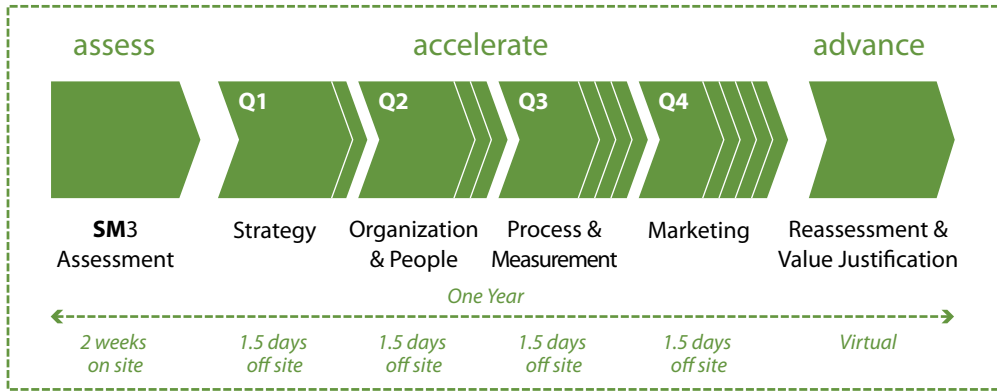 assess
accelerate
advance
Q1
Q2
Q3
Q4
SM3
Assessment
Strategy
Organization
& People
Process &
Measurement
Marketing
Reassessment &
Value Justification
One Year
2 weeks
on site
1.5 days
off site
1.5 days
off site
1.5 days
off site
1.5 days
off site
Virtual